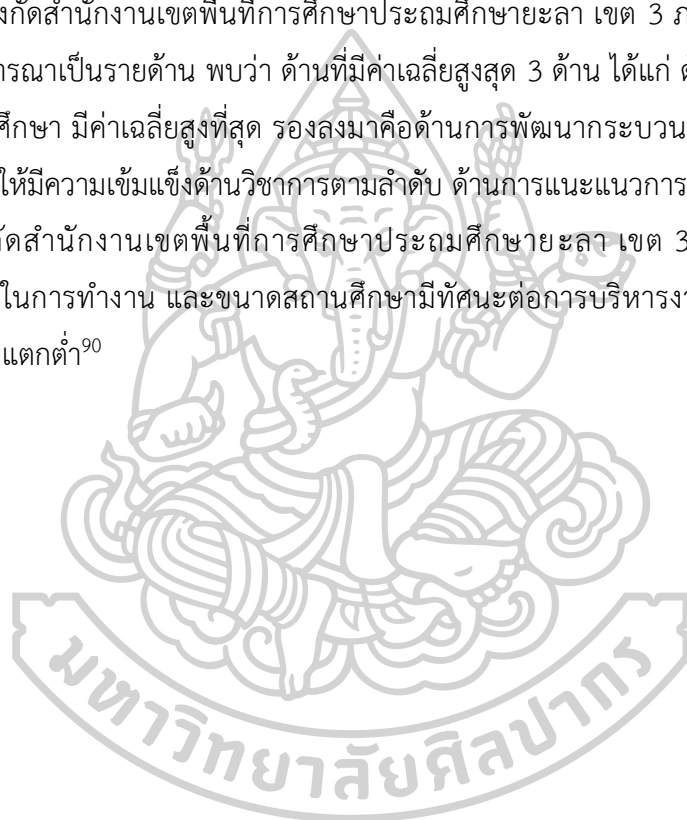 งกัดสำนักงานเขตพื้นที่การศึกษาประถมศึกษายะลา เขต 3 ภ
ารณาเป็นรายด้าน พบว่า ด้านที่มีค่าเฉลี่ยสูงสุด 3 ด้าน ได้แก่ ด
ศึกษา มีค่าเฉลี่ยสูงที่สุด รองลงมาคือด้านการพัฒนากระบวน
ให้มีความเข้มแข็งด้านวิชาการตามลำดับ ด้านการแนะแนวการ
กัดสำนักงานเขตพื้นที่การศึกษาประถมศึกษายะลา เขต 3
ในการทำงาน และขนาดสถานศึกษามีทัศนะต่อการบริหารงา
ะแตกต่ำ90
มหาวิทยาลัยศิลปากร